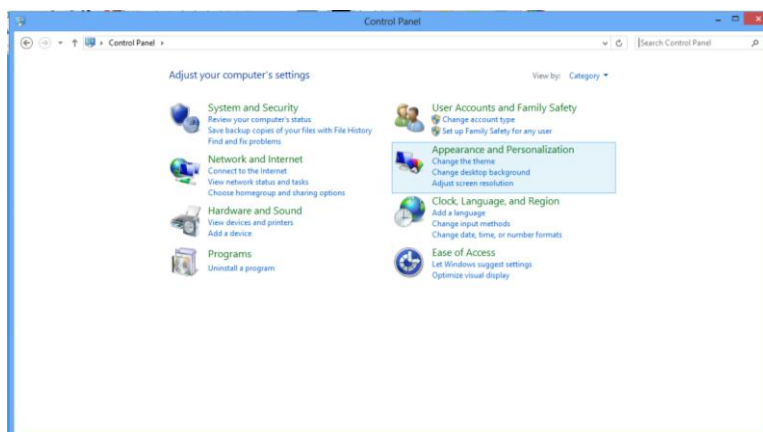 Control Panel
Control Panel
Search Control Panel
Adjust your computer's settings
View by: Category
System and Security
Review your computer's status
Save backup copies of your files with File History
Find and fix problems
Network and Internet
Connect to the Internet
View network status and tasks
Choose homegroup and sharing options
Hardware and Sound
View devices and printers
Add a device
Programs
Uninstall a program
User Accounts and Family Safety
Change account type
Set up Family Safety for any user
Appearance and Personalization
Change the theme
Change desktop background
Adjust screen resolution
Clock, Language, and Region
Add a language
Change input methods
Change date, time, or number formats
Ease of Access
Let Windows suggest settings
Optimize visual display